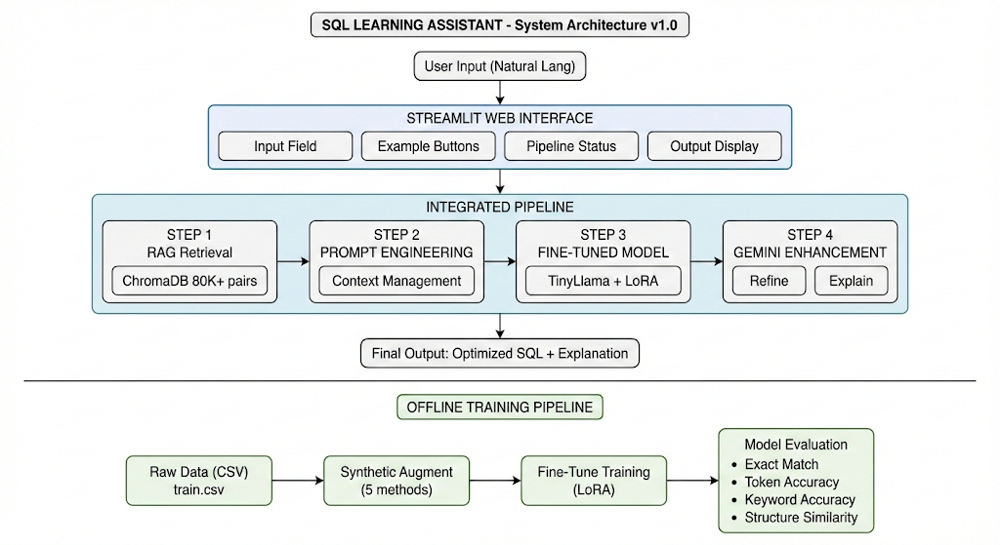 SQL LEARNING ASSISTANT - System Architecture v1.0
User Input (Natural Lang)
STREAMLIT WEB INTERFACE
Input Field
Example Buttons
Pipeline Status
Output Display
INTEGRATED PIPELINE
STEP 1
RAG Retrieval
ChromaDB 80K+ pairs
STEP 2
PROMPT ENGINEERING
Context Management
STEP 3
FINE-TUNED MODEL
TinyLlama + LoRA
STEP 4
GEMINI ENHANCEMENT
Refine
Explain
Final Output: Optimized SQL + Explanation
OFFLINE TRAINING PIPELINE
Raw Data (CSV)
train.csv
Synthetic Augment
(5 methods)
Fine-Tune Training
(LoRA)
Model Evaluation
• Exact Match
• Token Accuracy
• Keyword Accuracy
• Structure Similarity